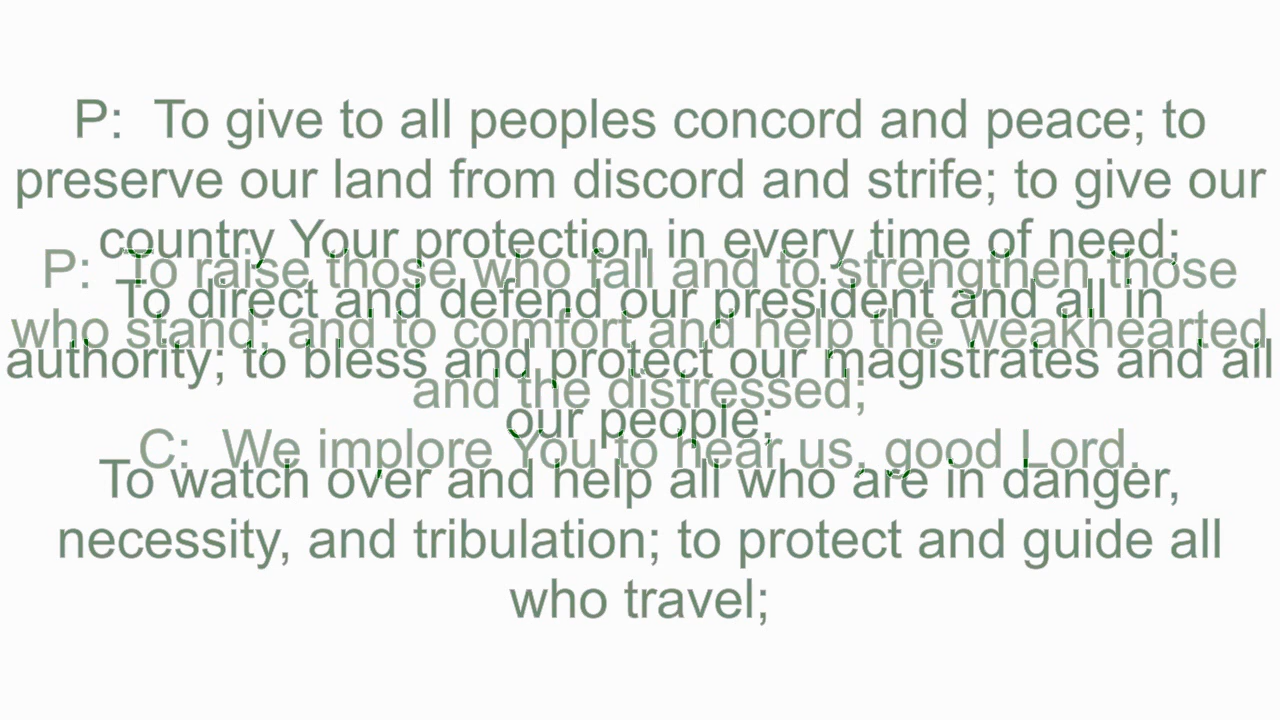 P: To give to all peoples concord and peace; to
preserve our land from discord and strife; to give our
country Your protection in every time of need;
P: To raise those who fall and to strengthen those
To direct and defend our president and all in
who stand; and to comfort and help the weakhearted
authority; to bless and protect our magistrates and all
and the distressed;
our people;
C: We implore You to hear us, good Lord.
To watch over and help all who are in danger,
necessity, and tribulation; to protect and guide all
who travel;